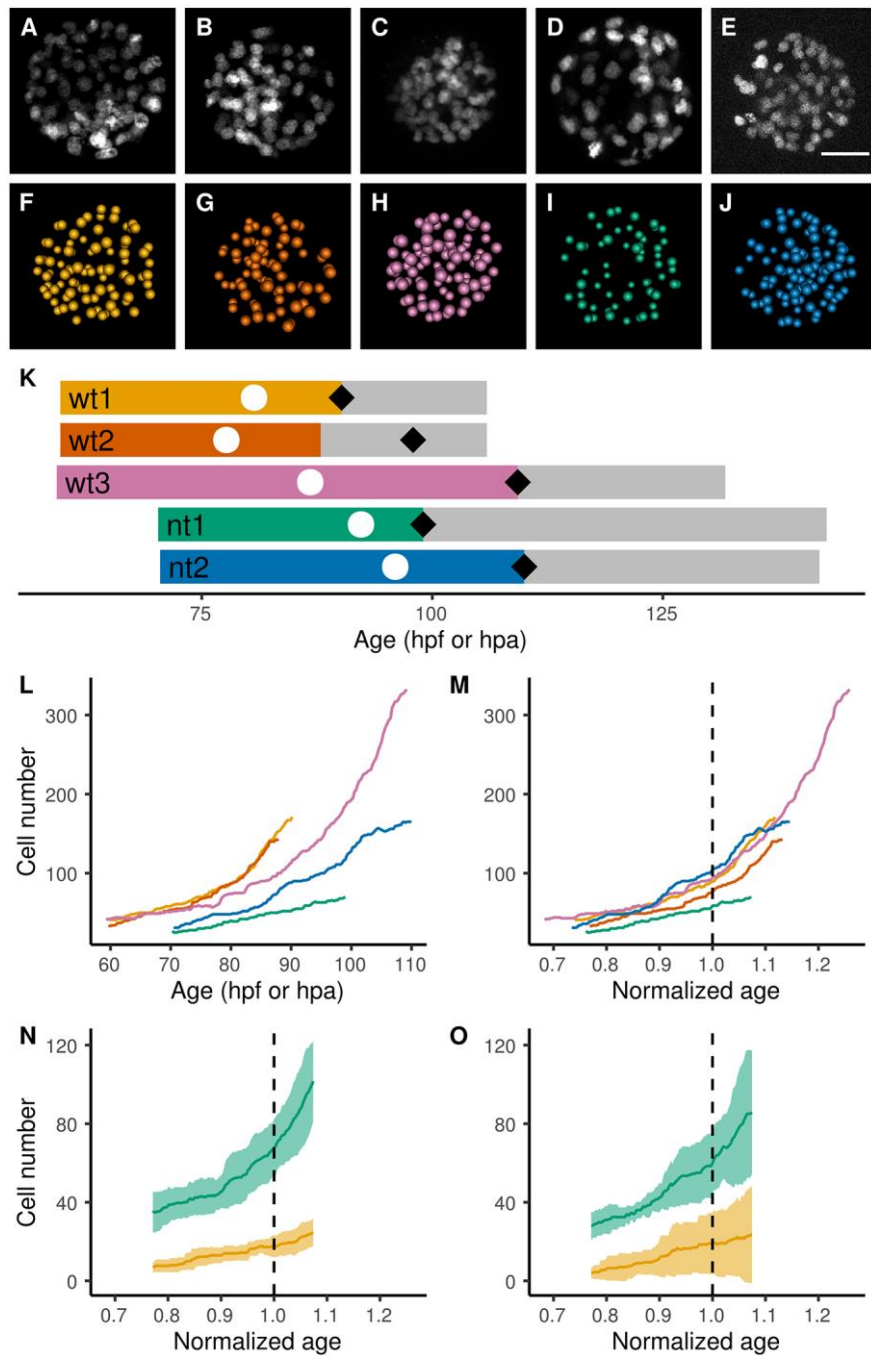 A B C D E
F G H I J
K
wt1
wt2
wt3
nt1
nt2
75 100 125
Age (hpf or hpa)
L M
300 300
200 200
100 100
Cell number Cell number
60 70 80 90 100 110 0.7 0.8 0.9 1.0 1.1 1.2
Age (hpf or hpa) Normalized age
N O
120 120
80 80
40 40
0 0
Cell number Cell number
0.7 0.8 0.9 1.0 1.1 1.2 0.7 0.8 0.9 1.0 1.1 1.2
Normalized age Normalized age